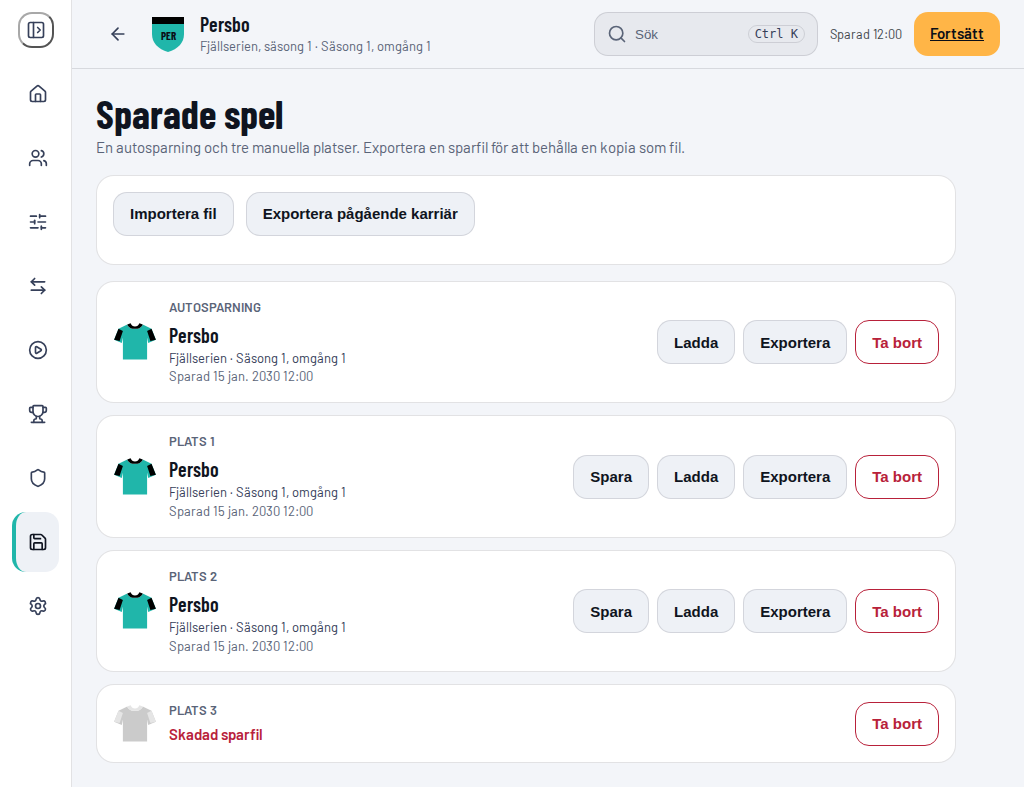 PER
Persbo
Fjällserien, säsong 1 · Säsong 1, omgång 1
Sök
Ctrl K
Sparad 12:00
Fortsätt
Sparade spel
En autosparning och tre manuella platser. Exportera en sparfil för att behålla en kopia som fil.
Importera fil
Exportera pågående karriär
AUTOSPARNING
Persbo
Fjällserien · Säsong 1, omgång 1
Sparad 15 jan. 2030 12:00
Ladda
Exportera
Ta bort
PLATS 1
Persbo
Fjällserien · Säsong 1, omgång 1
Sparad 15 jan. 2030 12:00
Spara
Ladda
Exportera
Ta bort
PLATS 2
Persbo
Fjällserien · Säsong 1, omgång 1
Sparad 15 jan. 2030 12:00
Spara
Ladda
Exportera
Ta bort
PLATS 3
Skadad sparfil
Ta bort